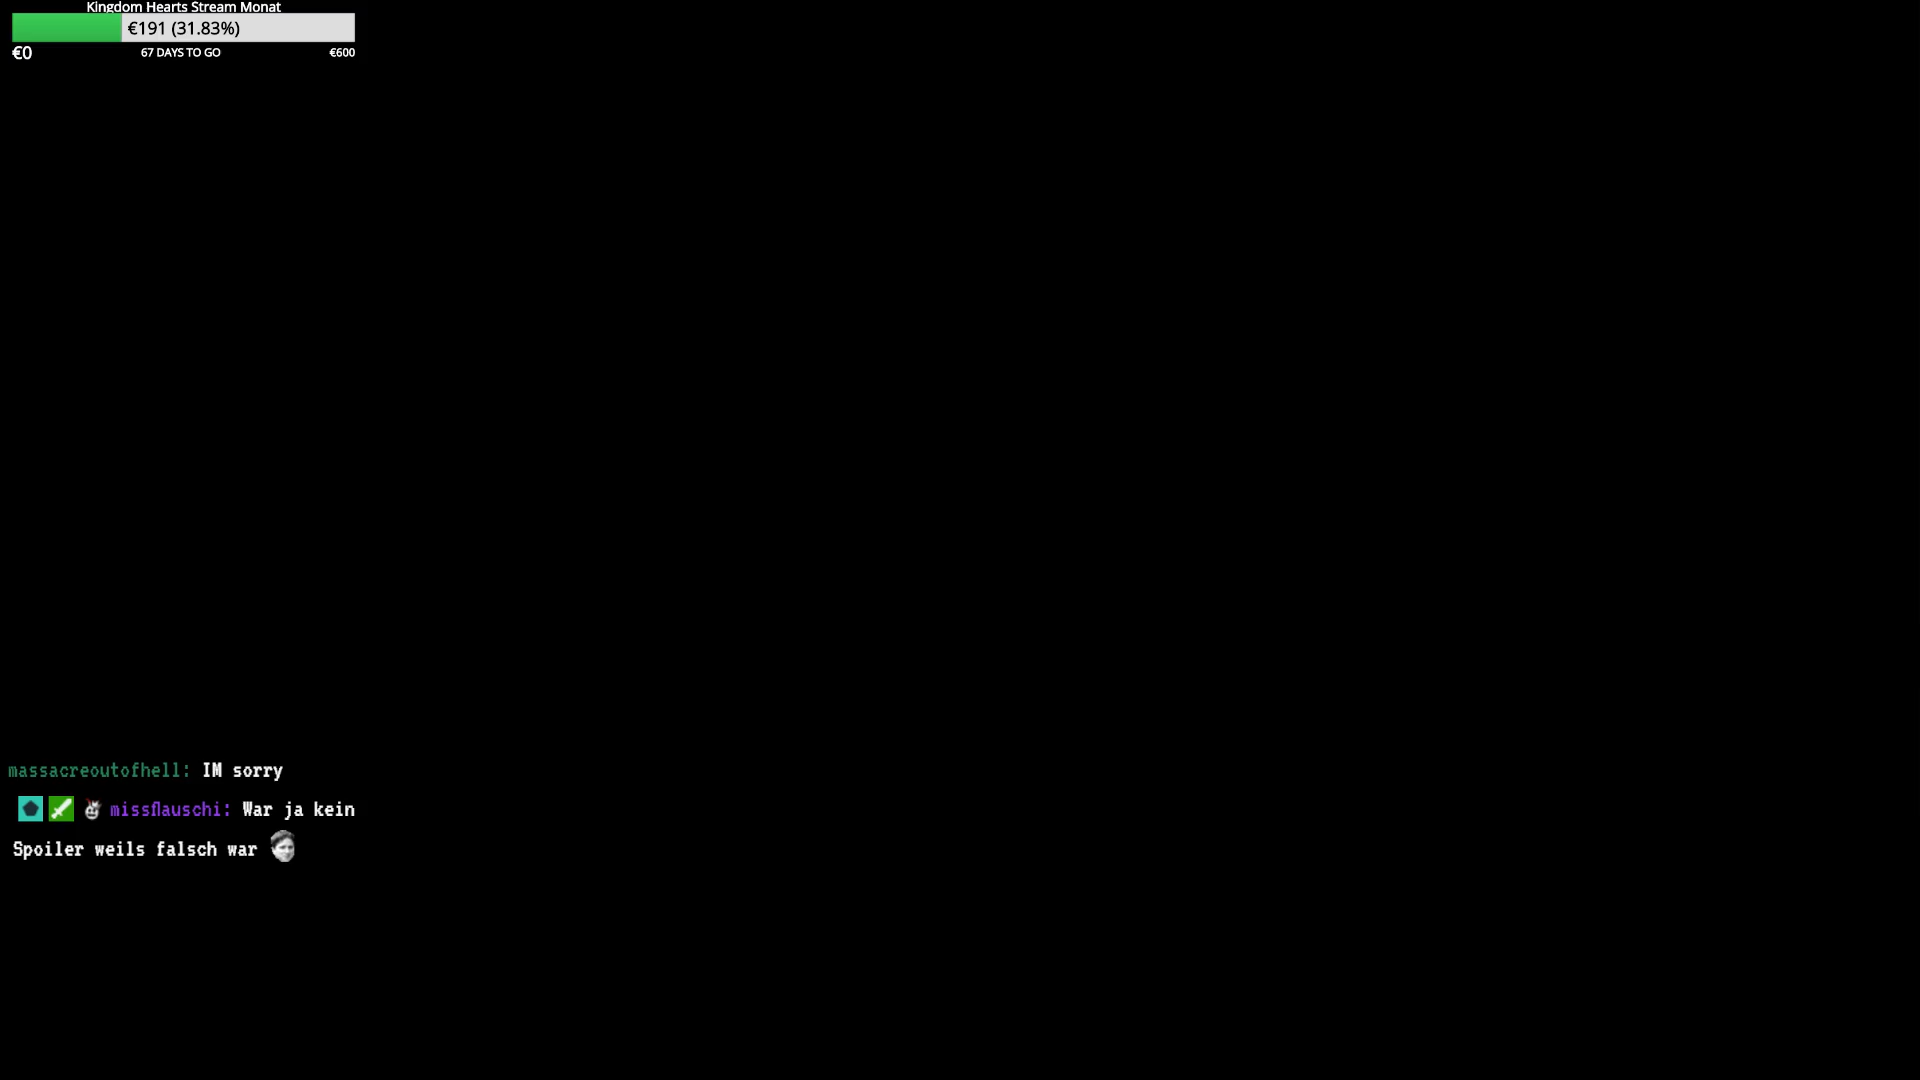 Kingdom Hearts Stream Monat
€191 (31.83%)
€0 67 DAYS TO GO €600
massacreoutofhell: IM sorry
missflauschi: War ja kein
Spoiler weils falsch war